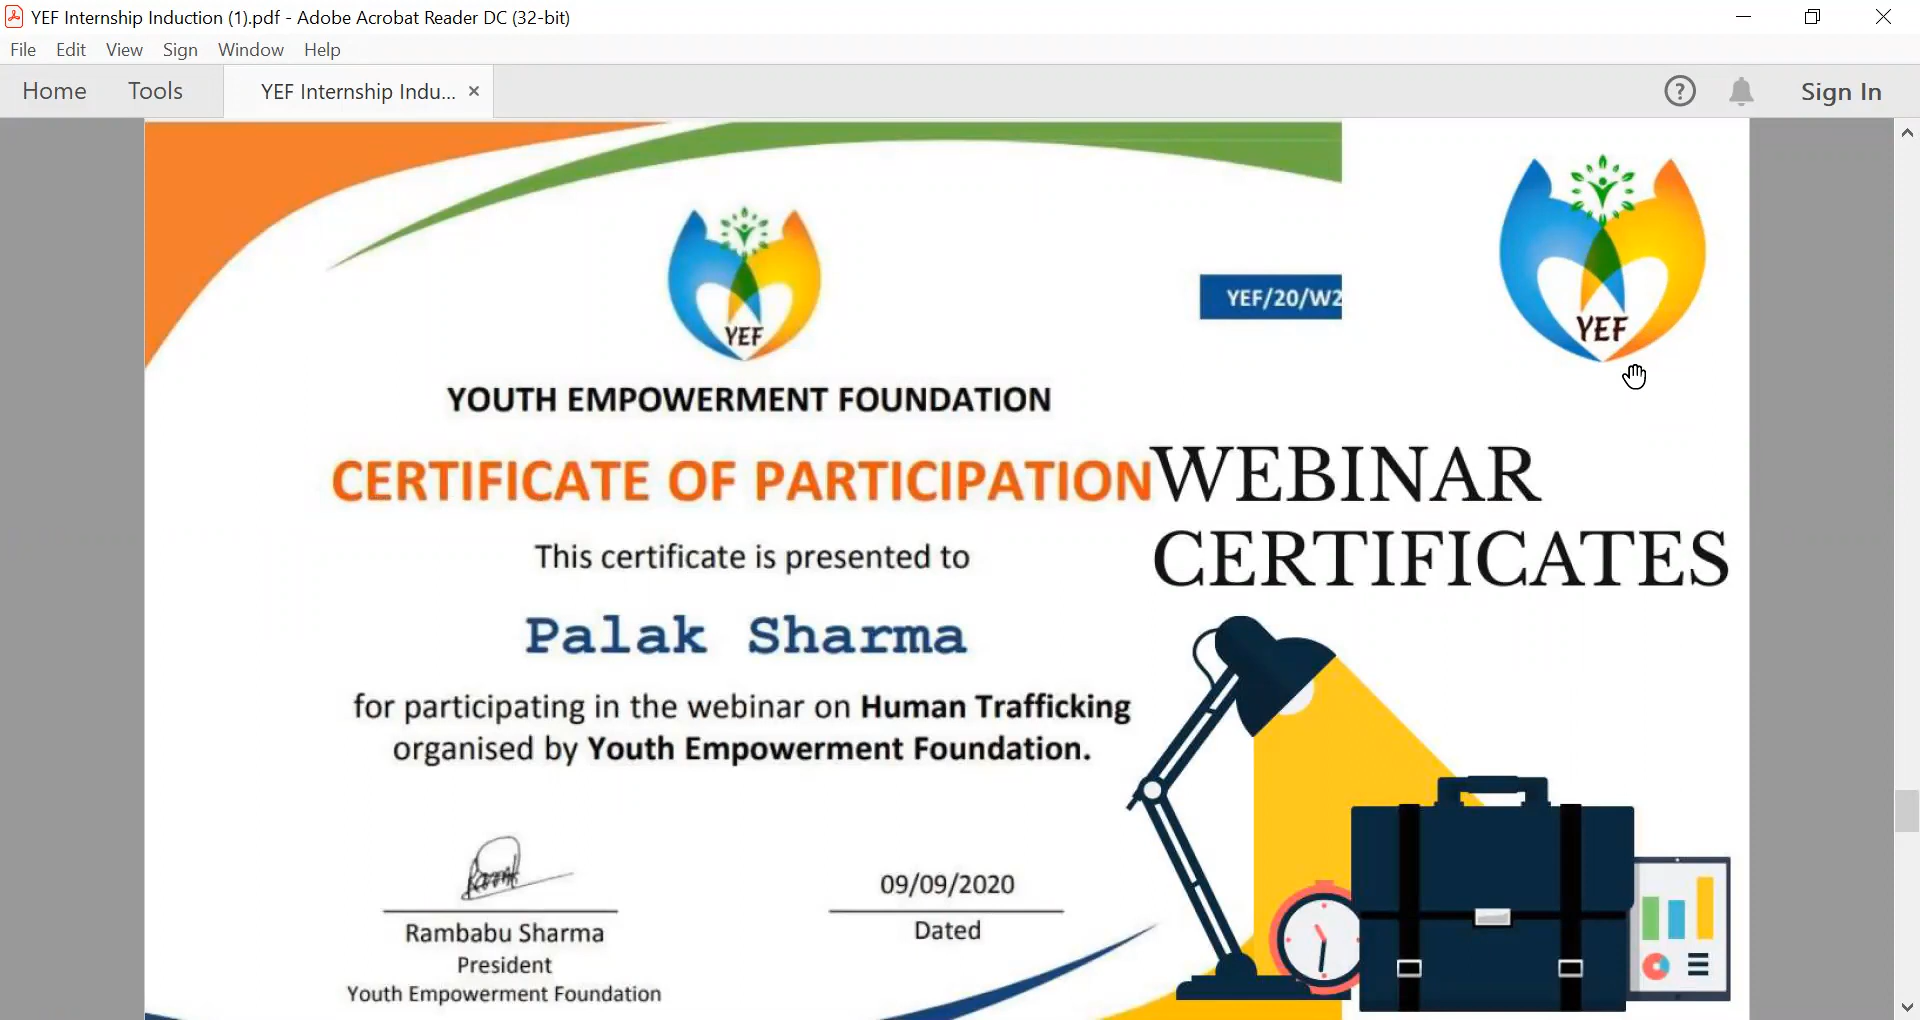 YEF Internship Induction (1).pdf - Adobe Acrobat Reader DC (32-bit)
File Edit View Sign Window Help
Home Tools YEF Internship Indu... × ? Sign In
YEF
YEF/20/W2
YEF
YOUTH EMPOWERMENT FOUNDATION
CERTIFICATE OF PARTICIPATION
This certificate is presented to
Palak Sharma
for participating in the webinar on Human Trafficking
organised by Youth Empowerment Foundation.
09/09/2020
Rambabu Sharma
President
Youth Empowerment Foundation
Dated
WEBINAR
CERTIFICATES